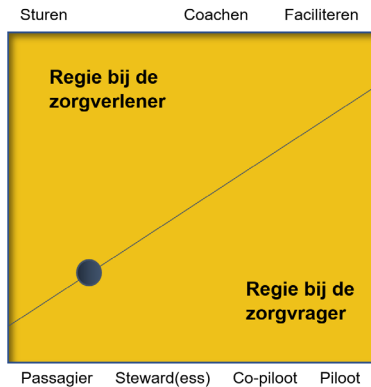 Sturen Coachen Faciliteren
Regie bij de
zorgverlener
Regie bij de
zorgvrager
Passagier Steward(ess) Co-piloot Piloot